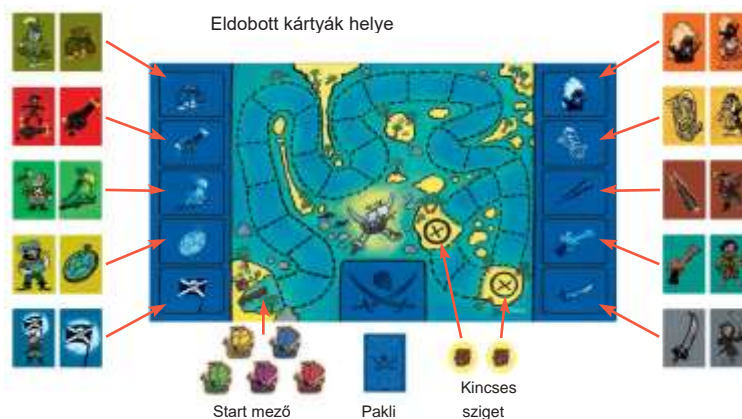 Eldobott kártyák helye
Start mező
Pakli
Kincses
sziget